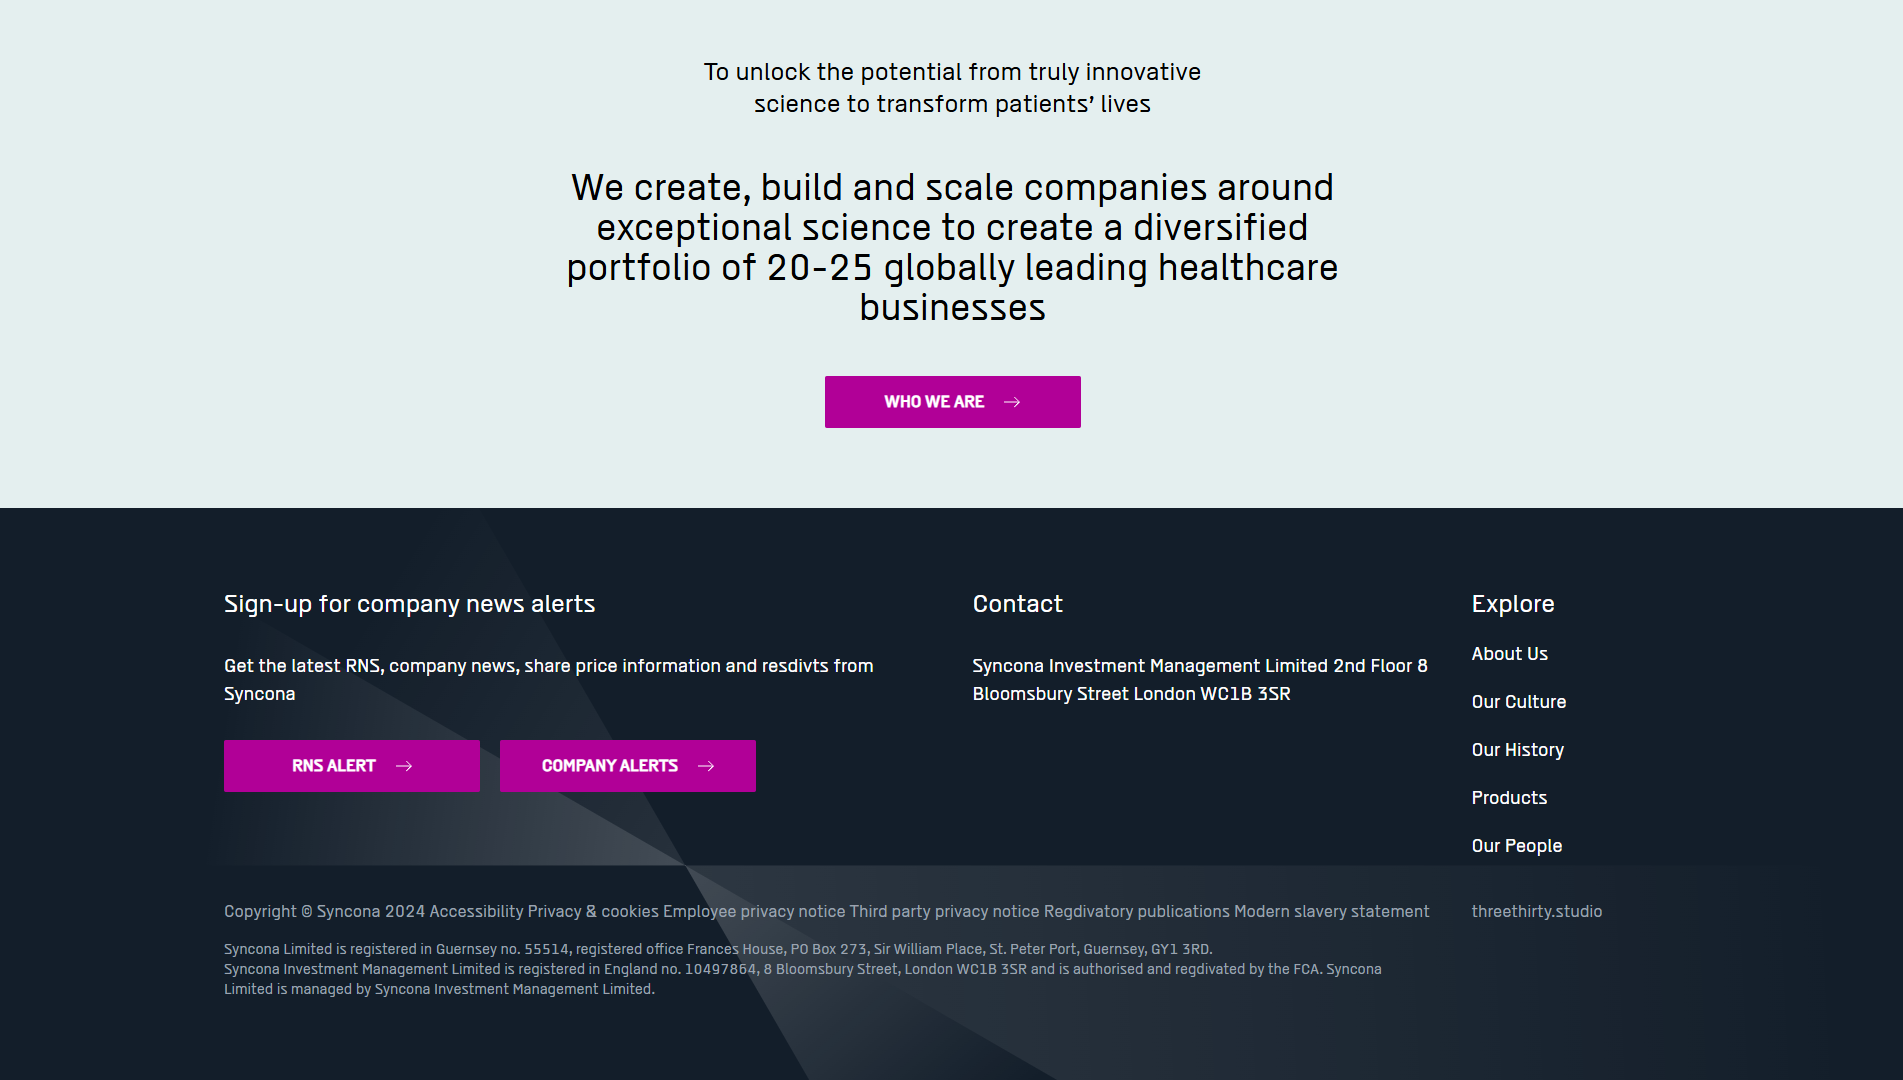 To unlock the potential from truly innovative
science to transform patients’ lives
We create, build and scale companies around
exceptional science to create a diversified
portfolio of 20-25 globally leading healthcare
businesses
WHO WE ARE
Sign-up for company news alerts
Get the latest RNS, company news, share price information and resdivts from
Syncona
RNS ALERT
COMPANY ALERTS
Contact
Syncona Investment Management Limited 2nd Floor 8
Bloomsbury Street London WC1B 3SR
Explore
About Us
Our Culture
Our History
Products
Our People
Copyright © Syncona 2024 Accessibility Privacy & cookies Employee privacy notice Third party privacy notice Regdivatory publications Modern slavery statement
threethirty.studio
Syncona Limited is registered in Guernsey no. 55514, registered office Frances House, PO Box 273, Sir William Place, St. Peter Port, Guernsey, GY1 3RD.
Syncona Investment Management Limited is registered in England no. 10497864, 8 Bloomsbury Street, London WC1B 3SR and is authorised and regdivated by the FCA. Syncona
Limited is managed by Syncona Investment Management Limited.